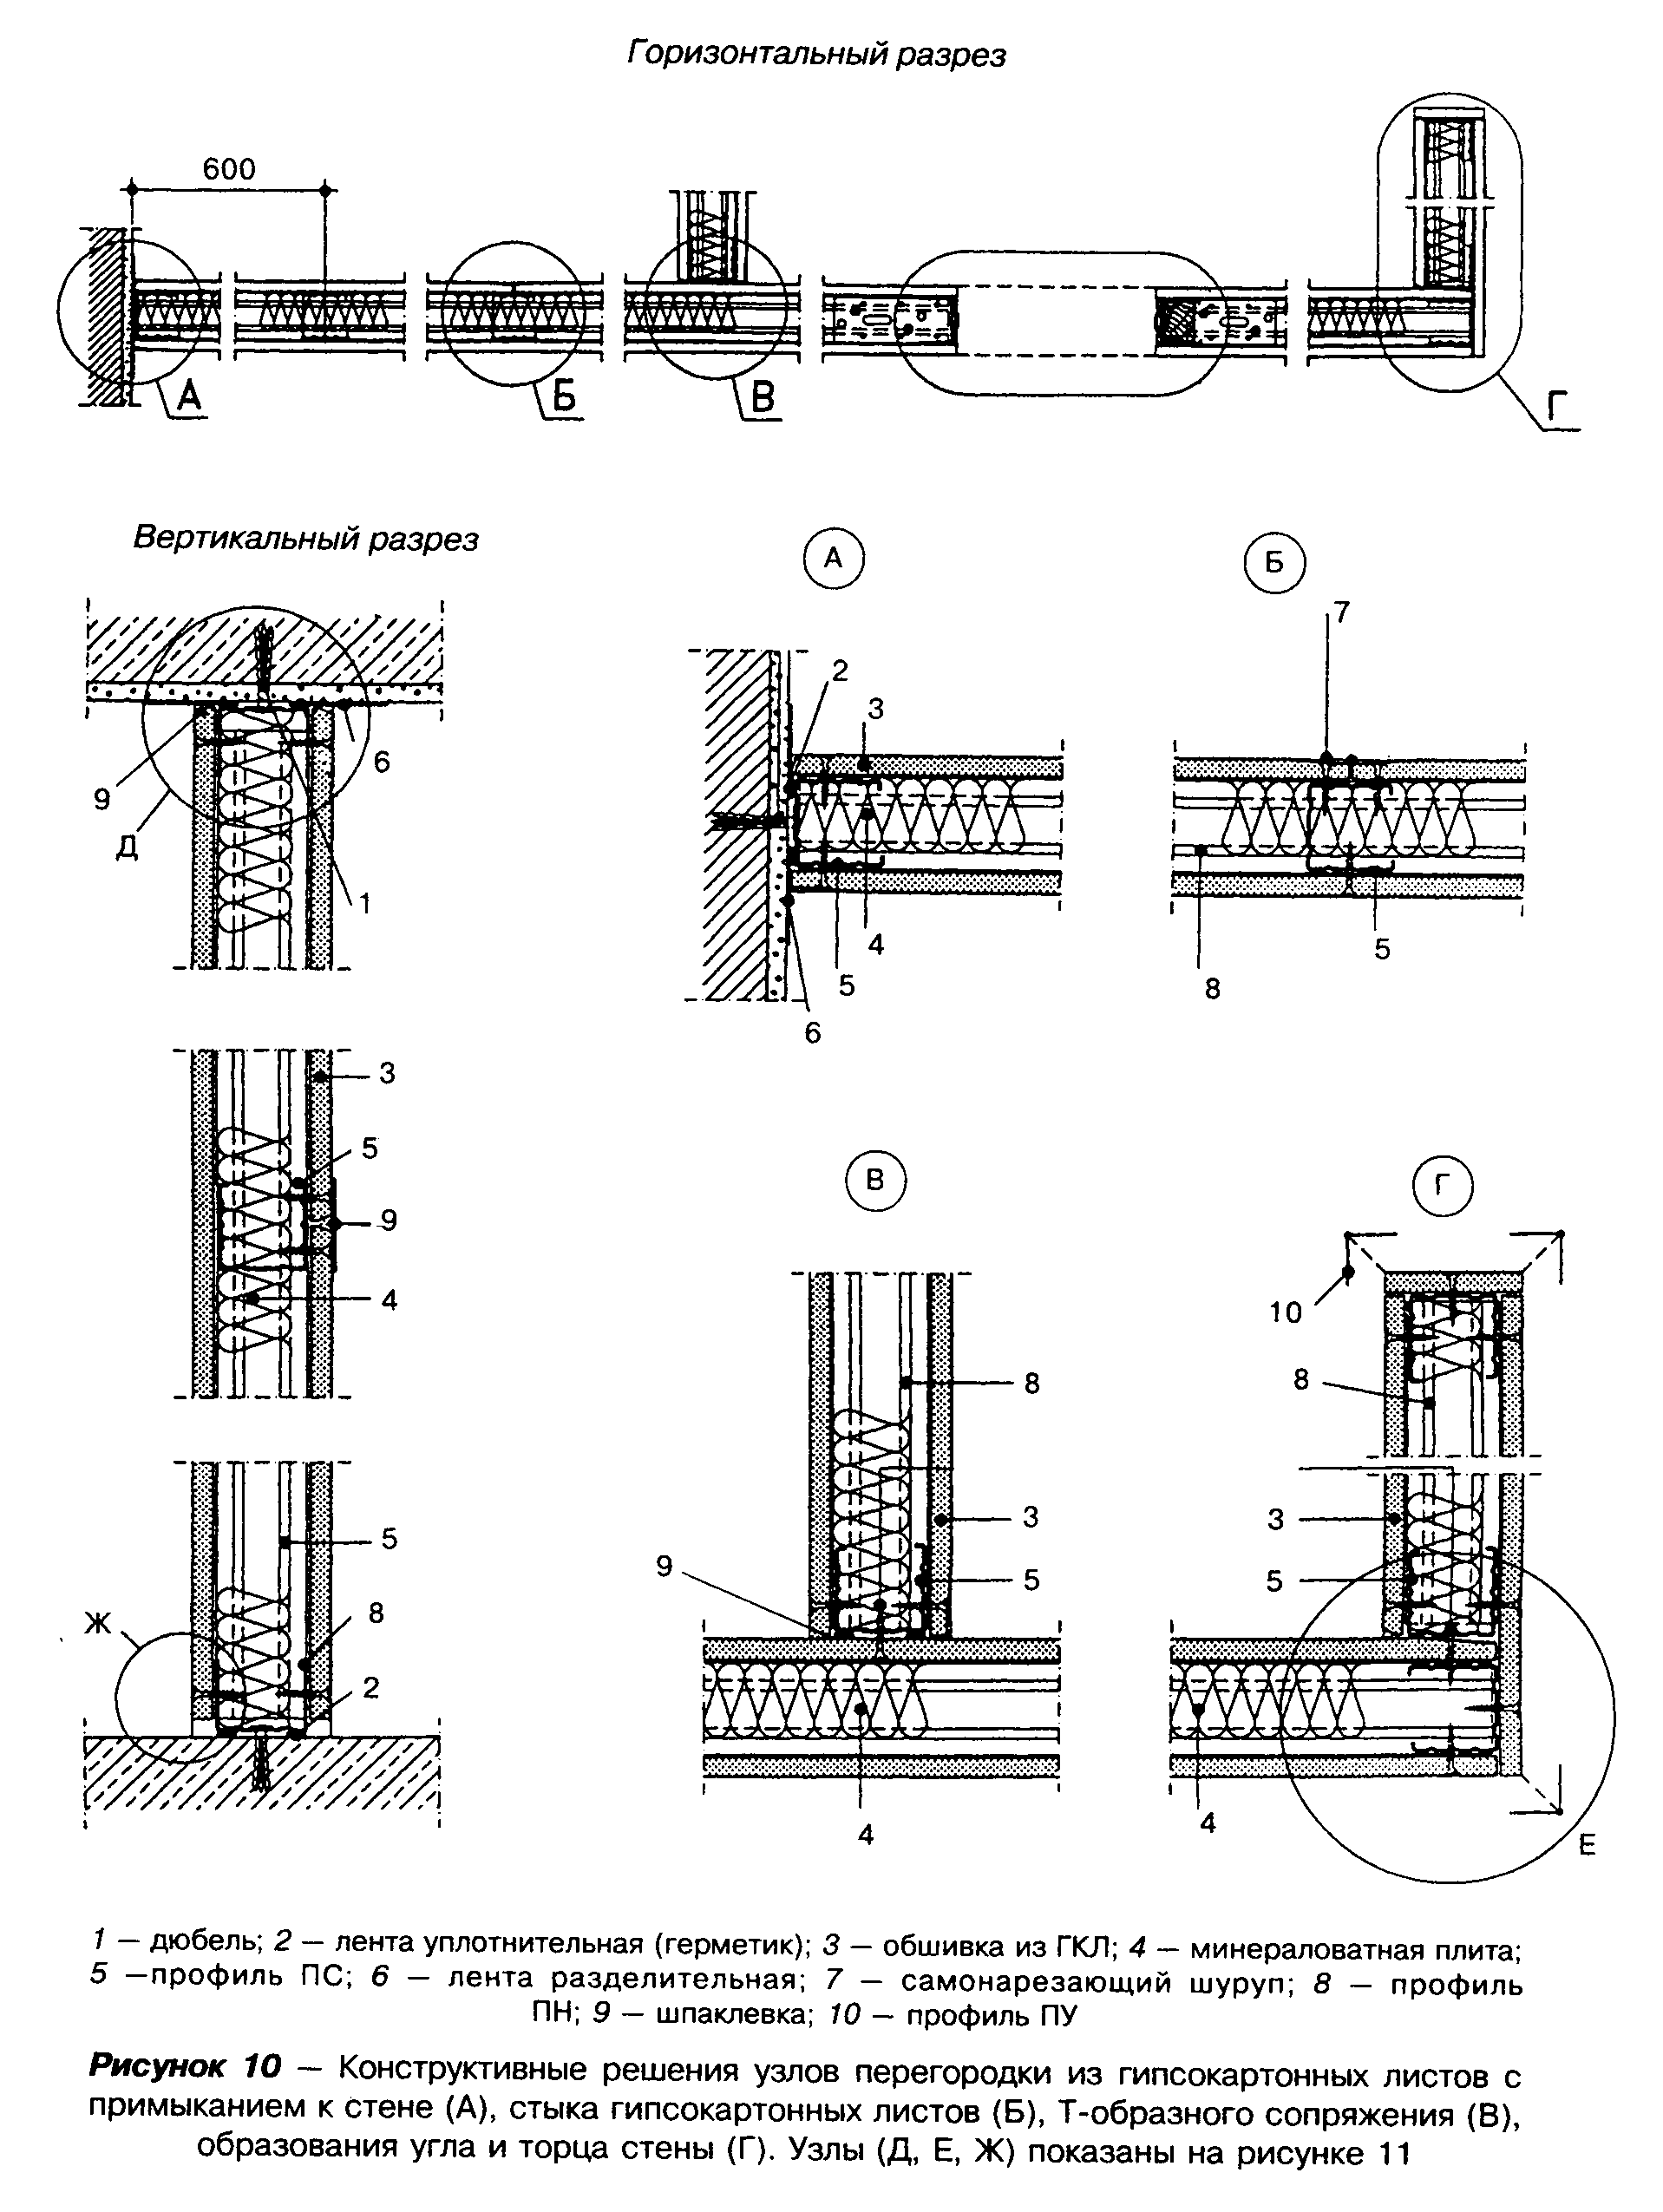 Горизонтальный разрез
600
А
Б
В
Г
Вертикальный разрез
А
Б
7
2
3
9
6
Д
1
4
5
6
8
5
3
5
9
4
В
Г
10
8
8
3
3
9
5
5
5
Ж
8
2
4
4
Е
1 — дюбель; 2 — лента уплотнительная (герметик); 3 — обшивка из ГКЛ; 4 — минераловатная плита;
5 —профиль ПС; 6 — лента разделительная; 7 — самонарезающий шуруп; 8 — профиль
ПН; 9 — шпаклевка; 10 — профиль ПУ
Рисунок 10 — Конструктивные решения узлов перегородки из гипсокартонных листов с
примыканием к стене (А), стыка гипсокартонных листов (Б), Т-образного сопряжения (В),
образования угла и торца стены (Г). Узлы (Д, Е, Ж) показаны на рисунке 11